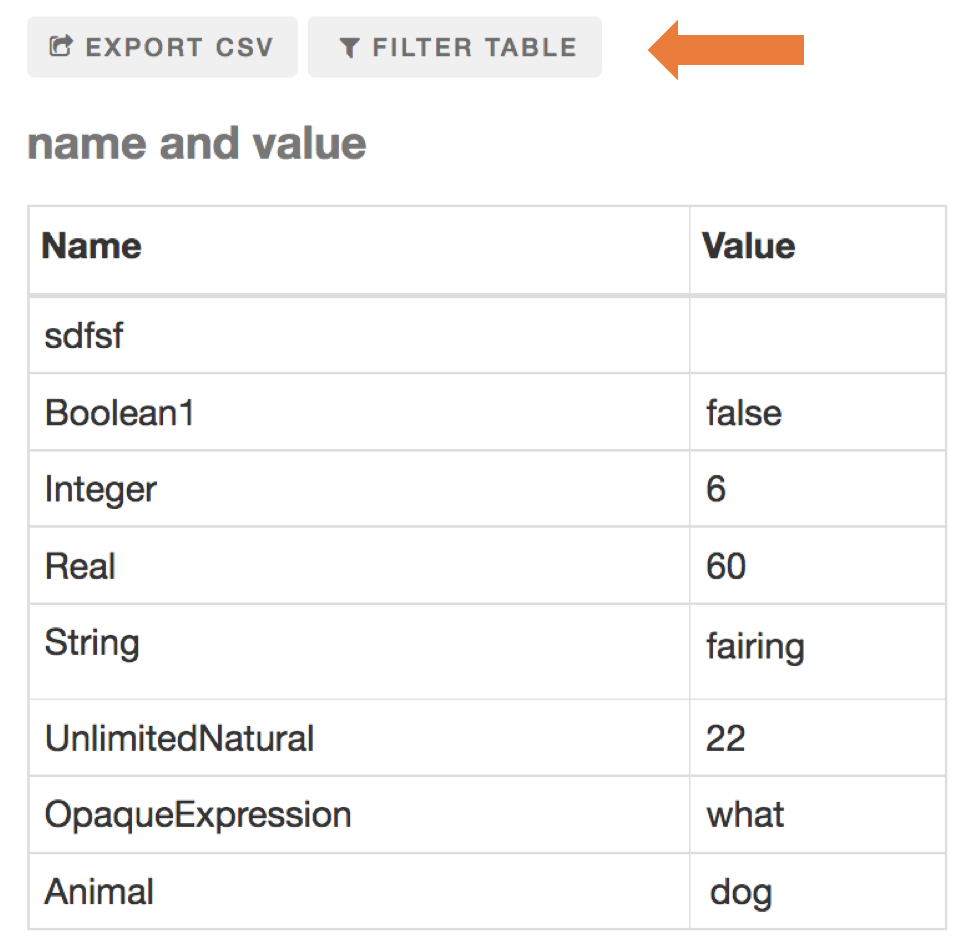 EXPORT CSV FILTER TABLE
name and value
Name Value
sdfsf
Boolean1 false
Integer 6
Real 60
String fairing
UnlimitedNatural 22
OpaqueExpression what
Animal dog